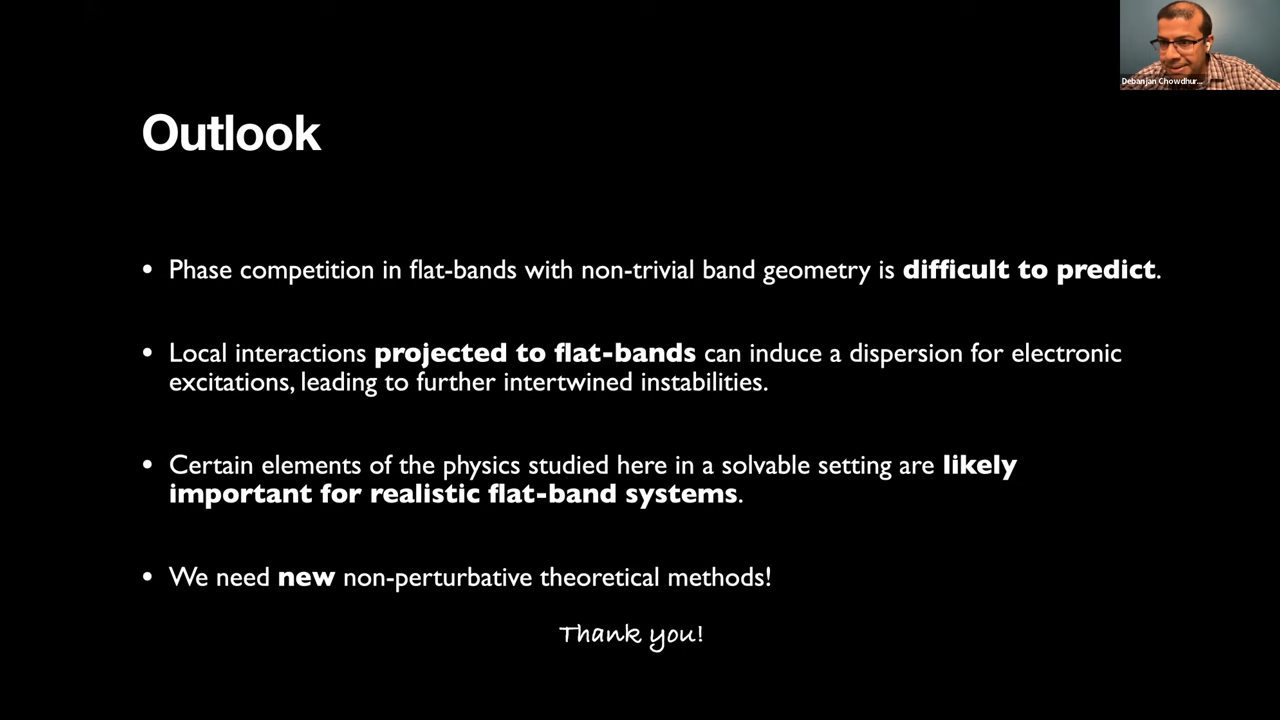 Debanjan Chowdhur...
Outlook
• Phase competition in flat-bands with non-trivial band geometry is difficult to predict.
• Local interactions projected to flat-bands can induce a dispersion for electronic
excitations, leading to further intertwined instabilities.
• Certain elements of the physics studied here in a solvable setting are likely
important for realistic flat-band systems.
• We need new non-perturbative theoretical methods!
Thank you!